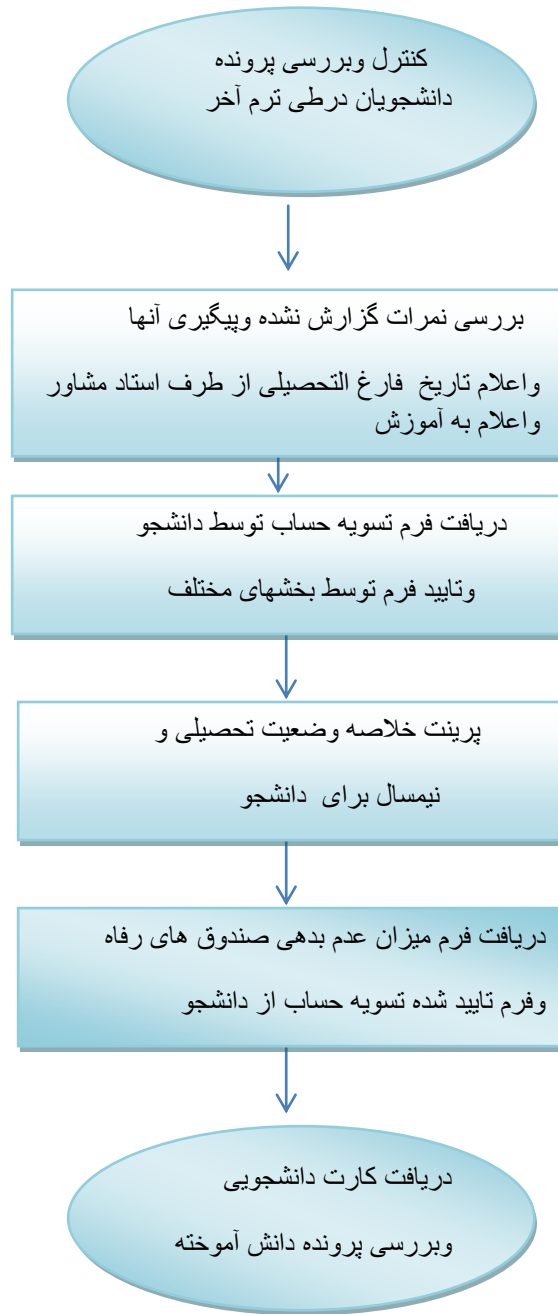 کنترل وبررسی پرونده
دانشجویان درطی ترم آخر
بررسی نمرات گزارش نشده وپیگیری آنها
واعلام تاریخ فارغ التحصیلی از طرف استاد مشاور
واعلام به آموزش
دریافت فرم تسویه حساب توسط دانشجو
وتایید فرم توسط بخشهای مختلف
پرینت خلاصه وضعیت تحصیلی و
نیمسال برای دانشجو
دریافت فرم میزان عدم بدهی صندوق های رفاه
وفرم تایید شده تسویه حساب از دانشجو
دریافت کارت دانشجویی
وبررسی پرونده دانش آموخته